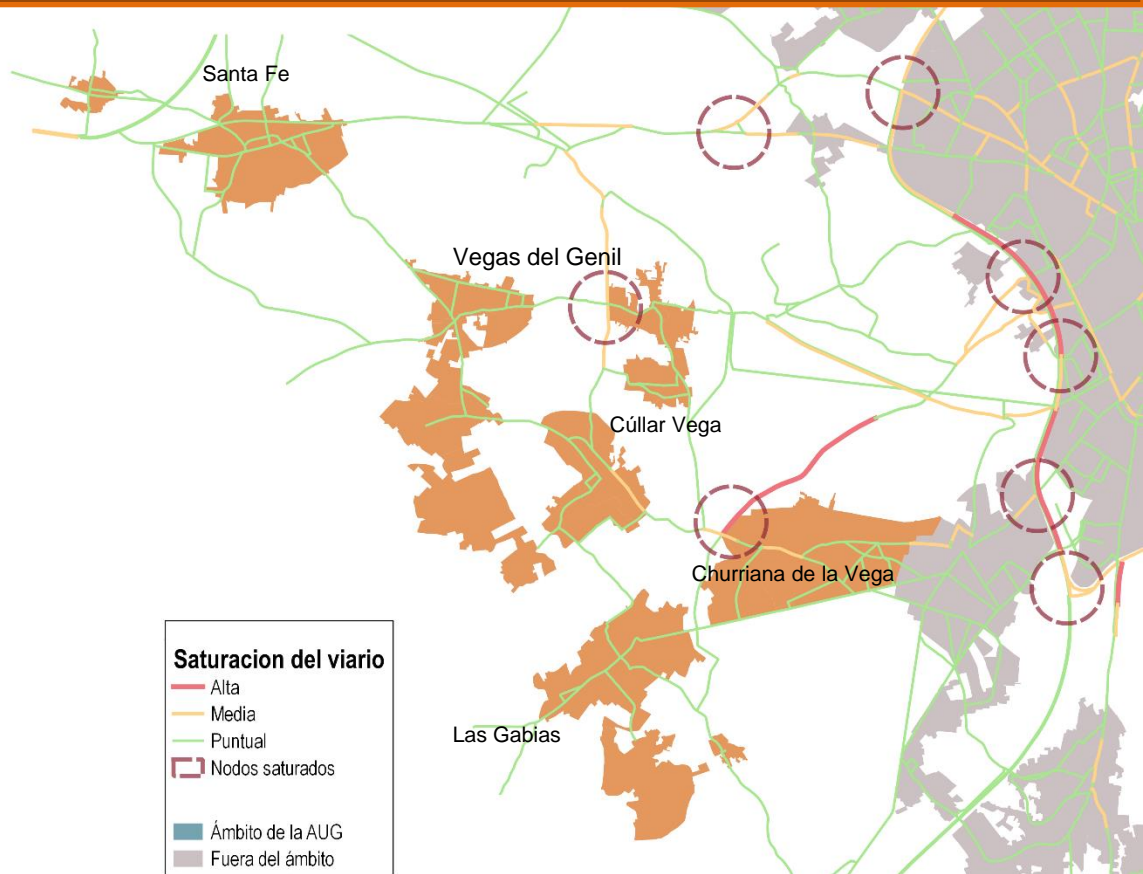 Santa Fe
Vegas del Genil
Cúllar Vega
Churriana de la Vega
Las Gabias
Saturacion del viario
Alta
Media
Puntual
Nodos saturados
Ámbito de la AUG
Fuera del ámbito